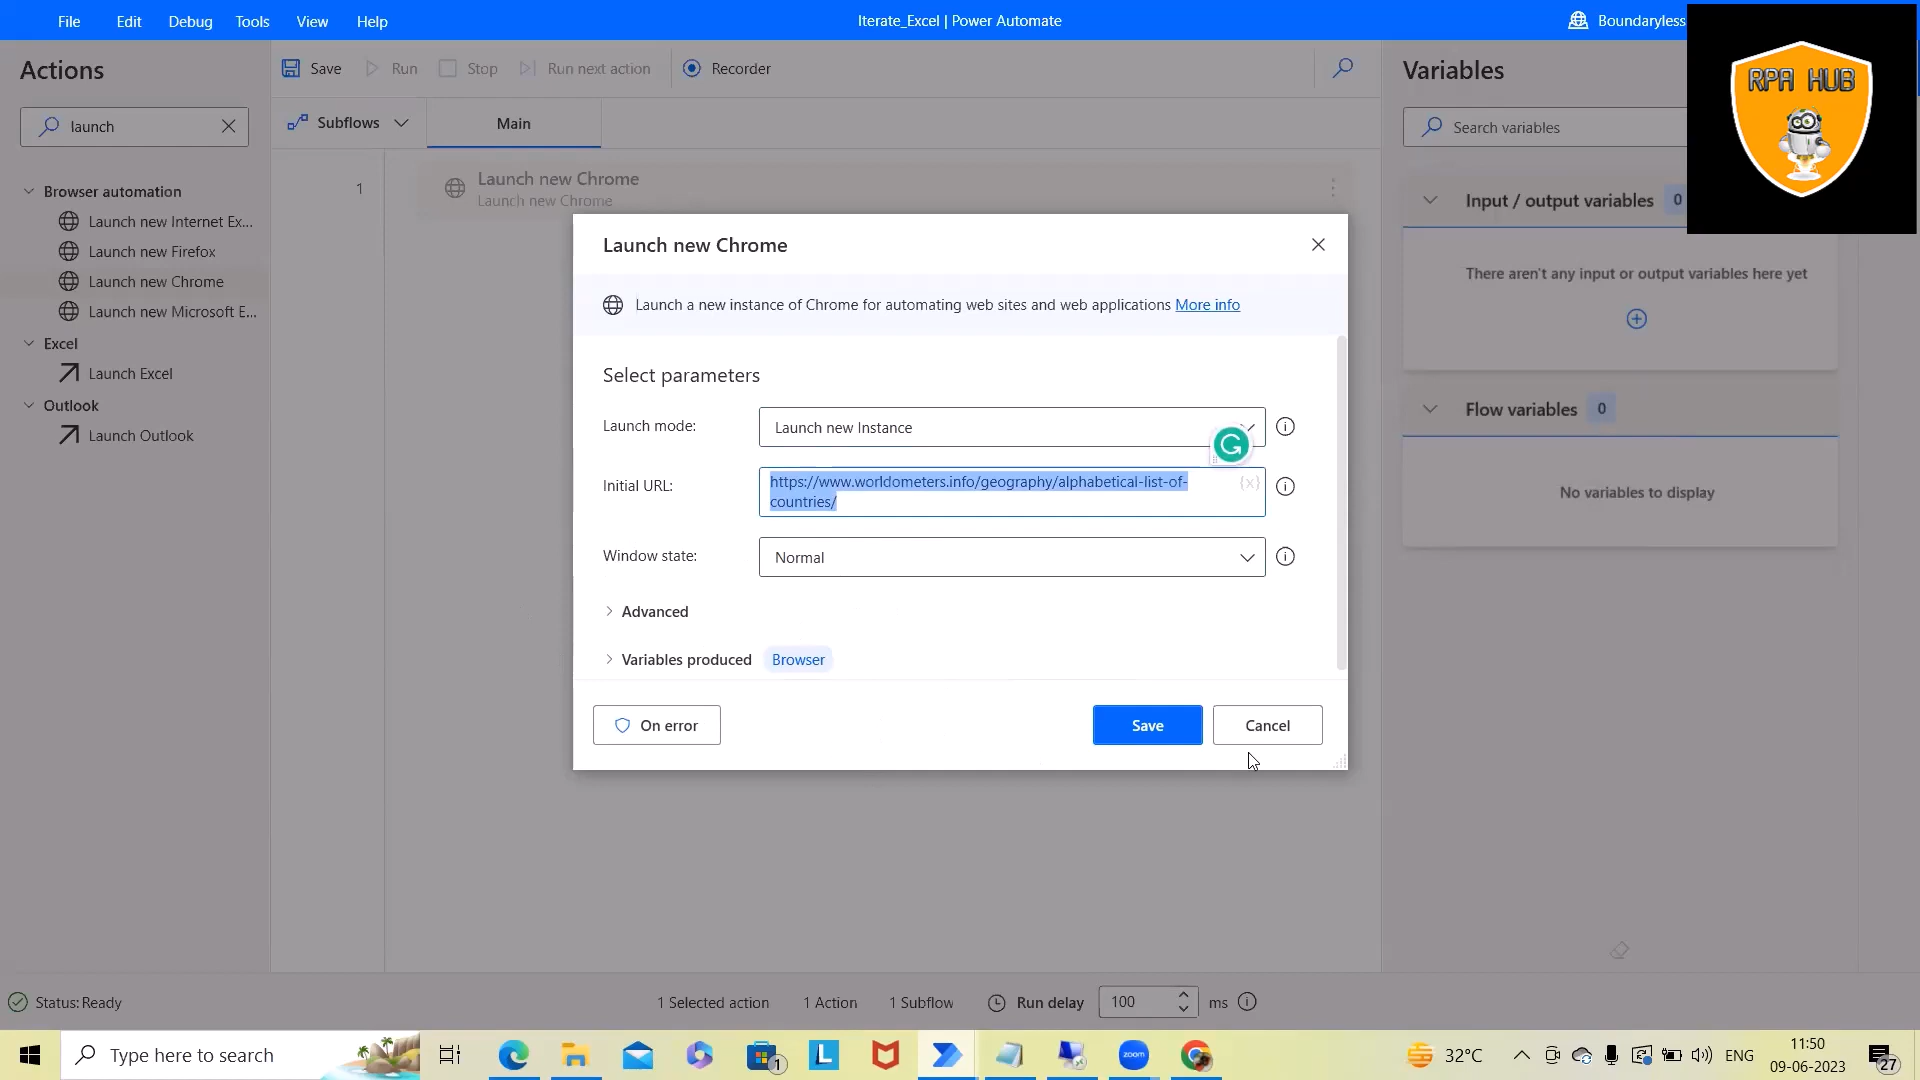 File Edit Debug Tools View Help
Iterate_Excel | Power Automate
Boundaryless
RPA HUB
Actions
launch
Browser automation
Launch new Internet Ex...
Launch new Firefox
Launch new Chrome
Launch new Microsoft E...
Excel
Launch Excel
Outlook
Launch Outlook
Save Run Stop Run next action Recorder
Subflows Main
1
Launch new Chrome
Launch new Chrome
Launch new Chrome
Launch a new instance of Chrome for automating web sites and web applications More info
Select parameters
Launch mode: Launch new Instance
Initial URL: https://www.worldometers.info/geography/alphabetical-list-of-
countries/
{x}
Window state: Normal
Advanced
Variables produced Browser
On error Save Cancel
Variables
Search variables
Input / output variables 0
There aren't any input or output variables here yet
Flow variables 0
No variables to display
Status: Ready 1 Selected action 1 Action 1 Subflow Run delay 100 ms
Type here to search
1
L
zoom
32°C
ENG
11:50
09-06-2023
27